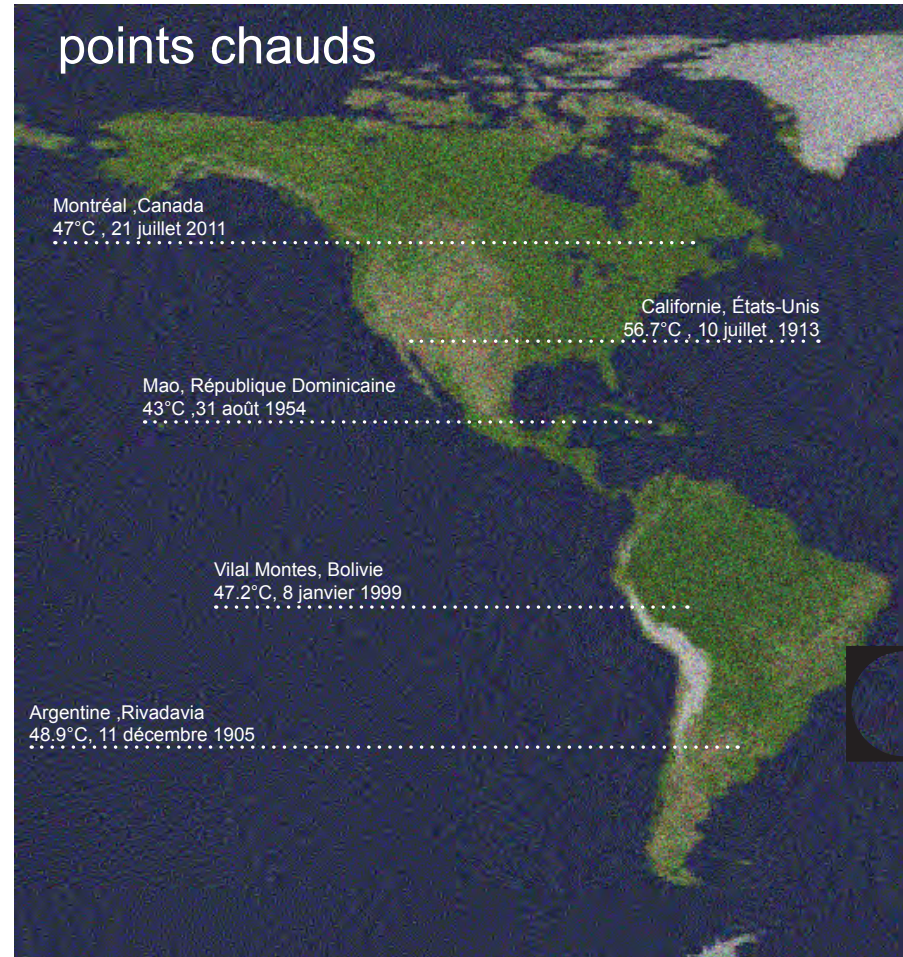 points chauds
Montréal ,Canada
47°C , 21 juillet 2011
Californie, États-Unis
56.7°C , 10 juillet  1913
Mao, République Dominicaine
43°C ,31 août 1954
Vilal Montes, Bolivie
47.2°C, 8 janvier 1999
Argentine ,Rivadavia
48.9°C, 11 décembre 1905